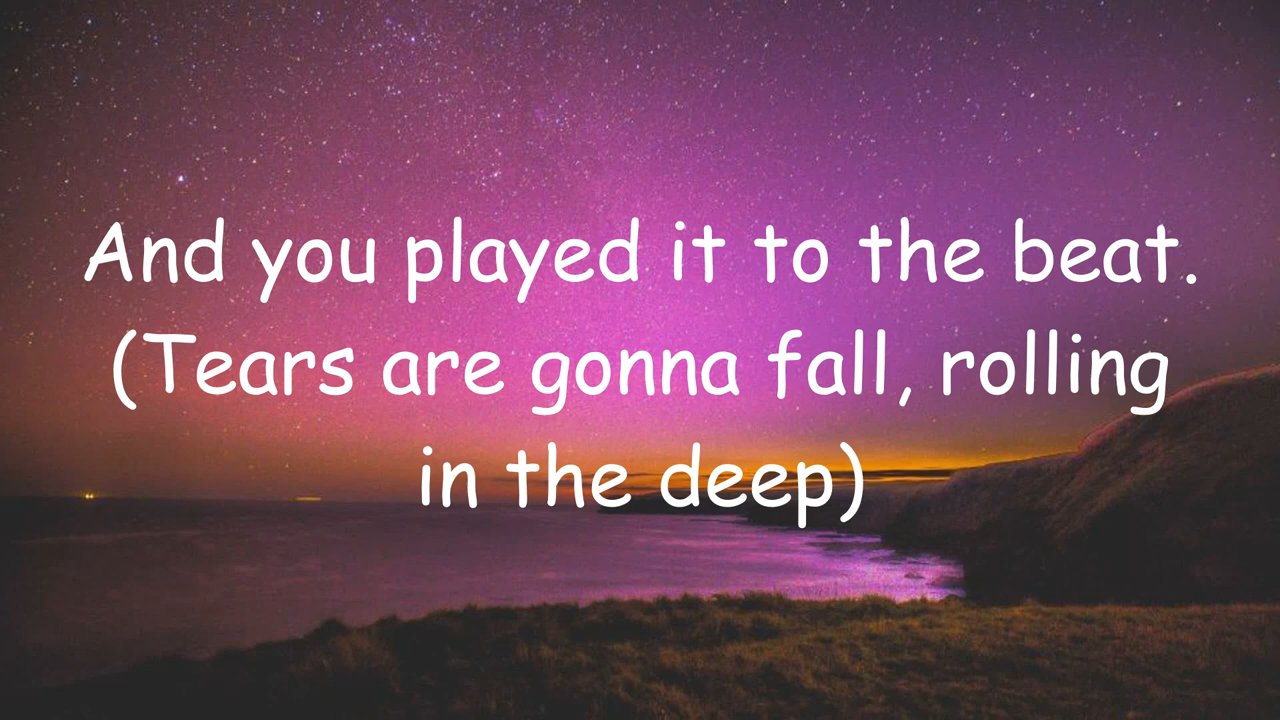 And you played it to the beat.
(Tears are gonna fall, rolling
in the deep)